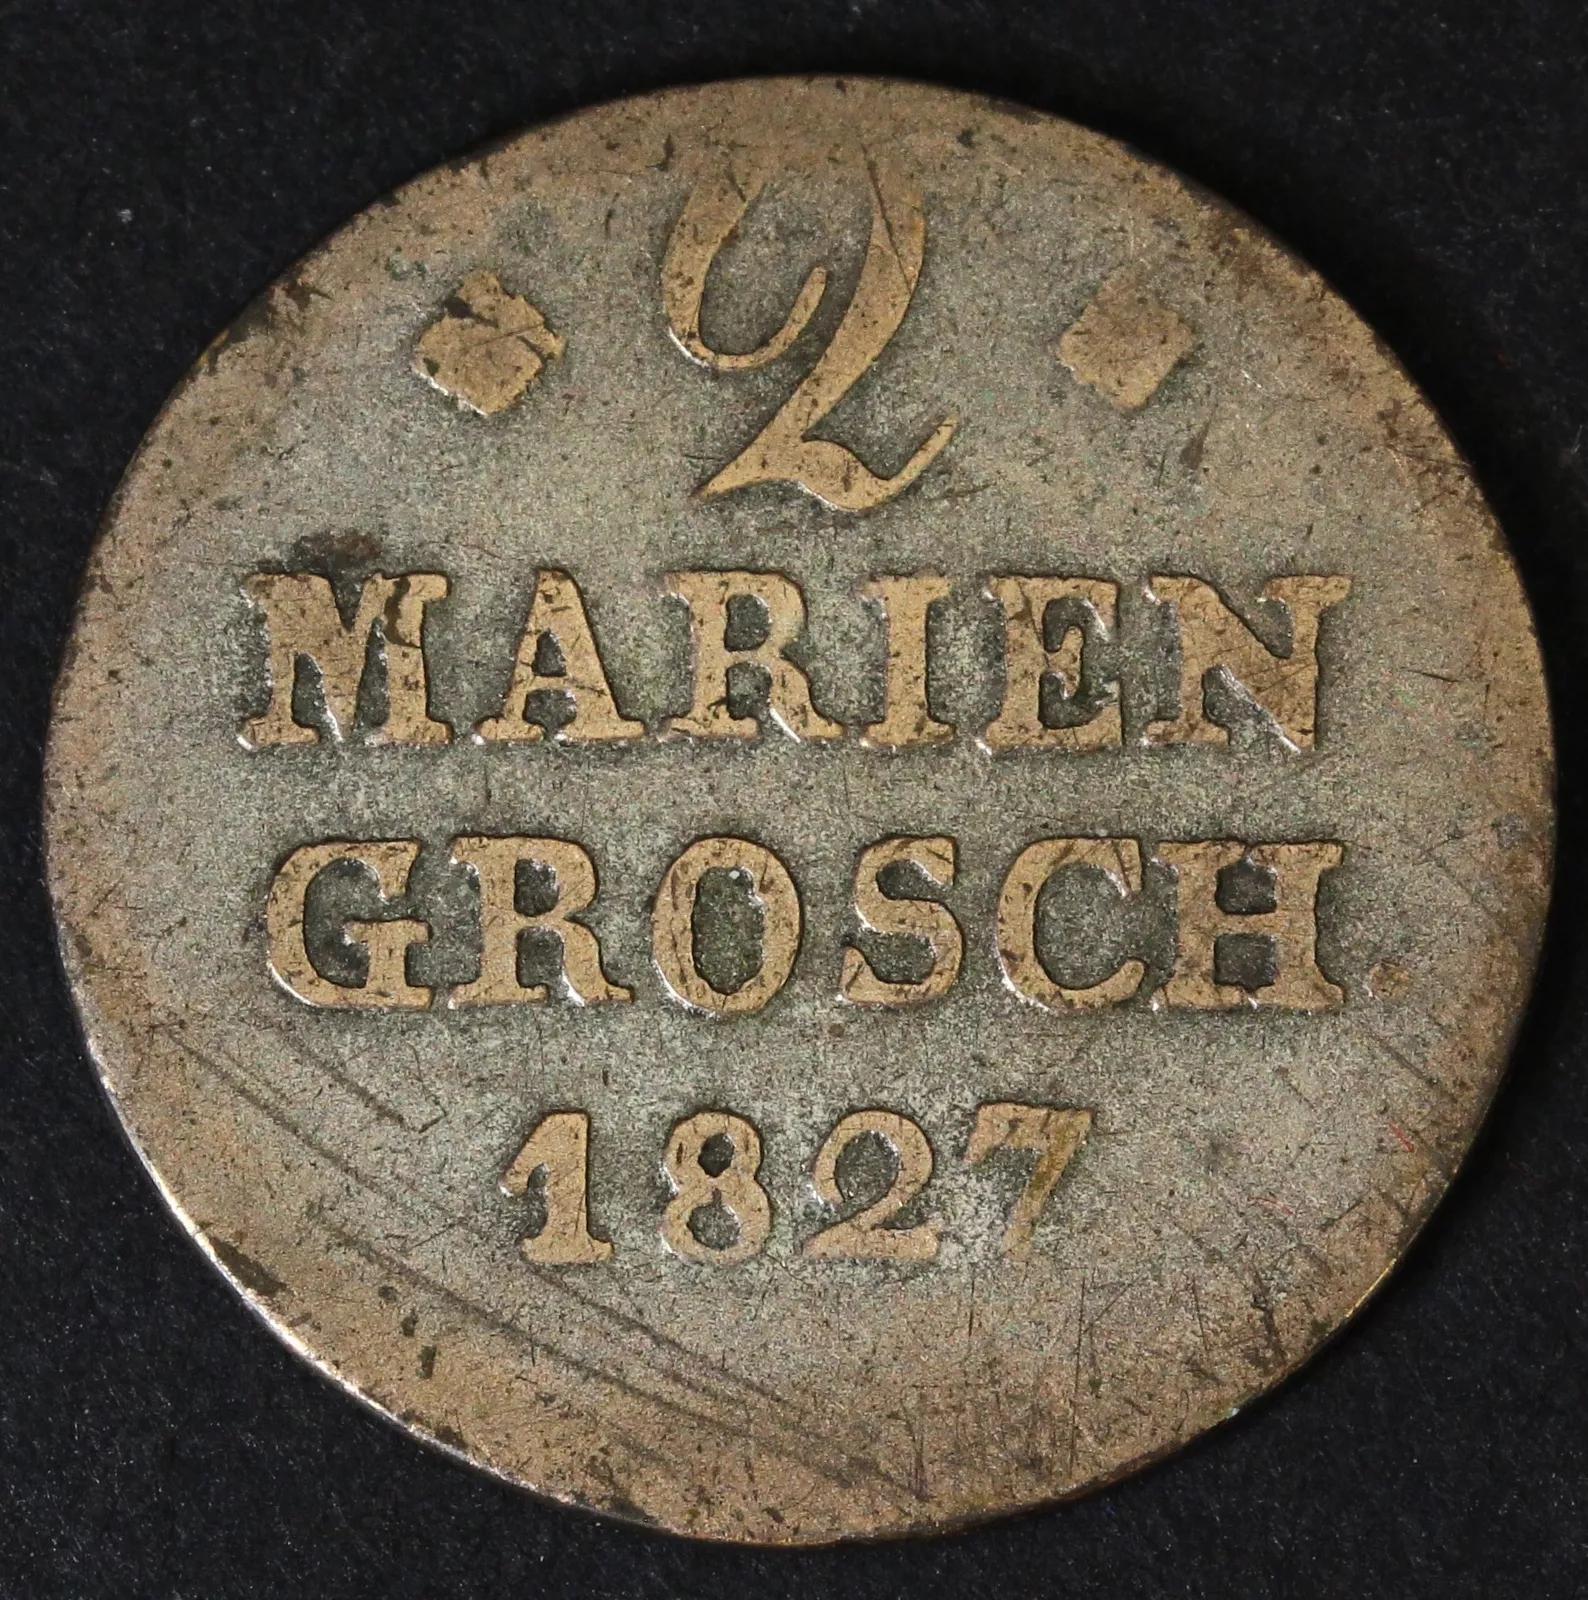 2
MARIEN
GROSCH.
1827